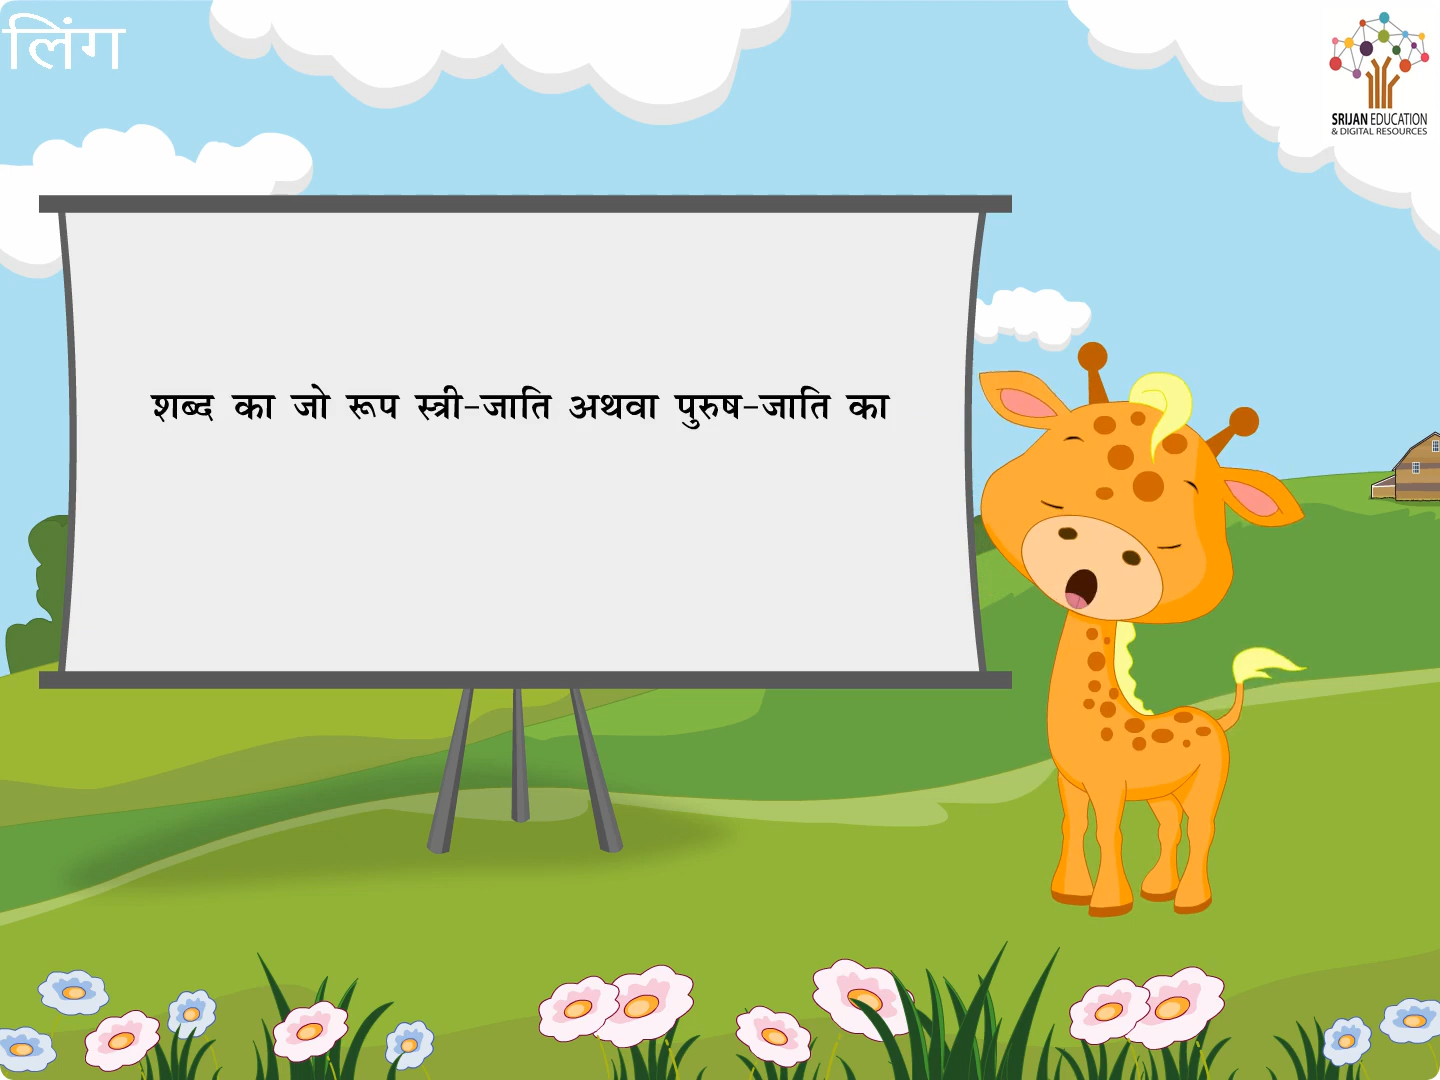 लिंग
SRIJAN EDUCATION
& DIGITAL RESOURCES
शब्द का जो रूप स्त्री-जाति अथवा पुरुष-जाति का